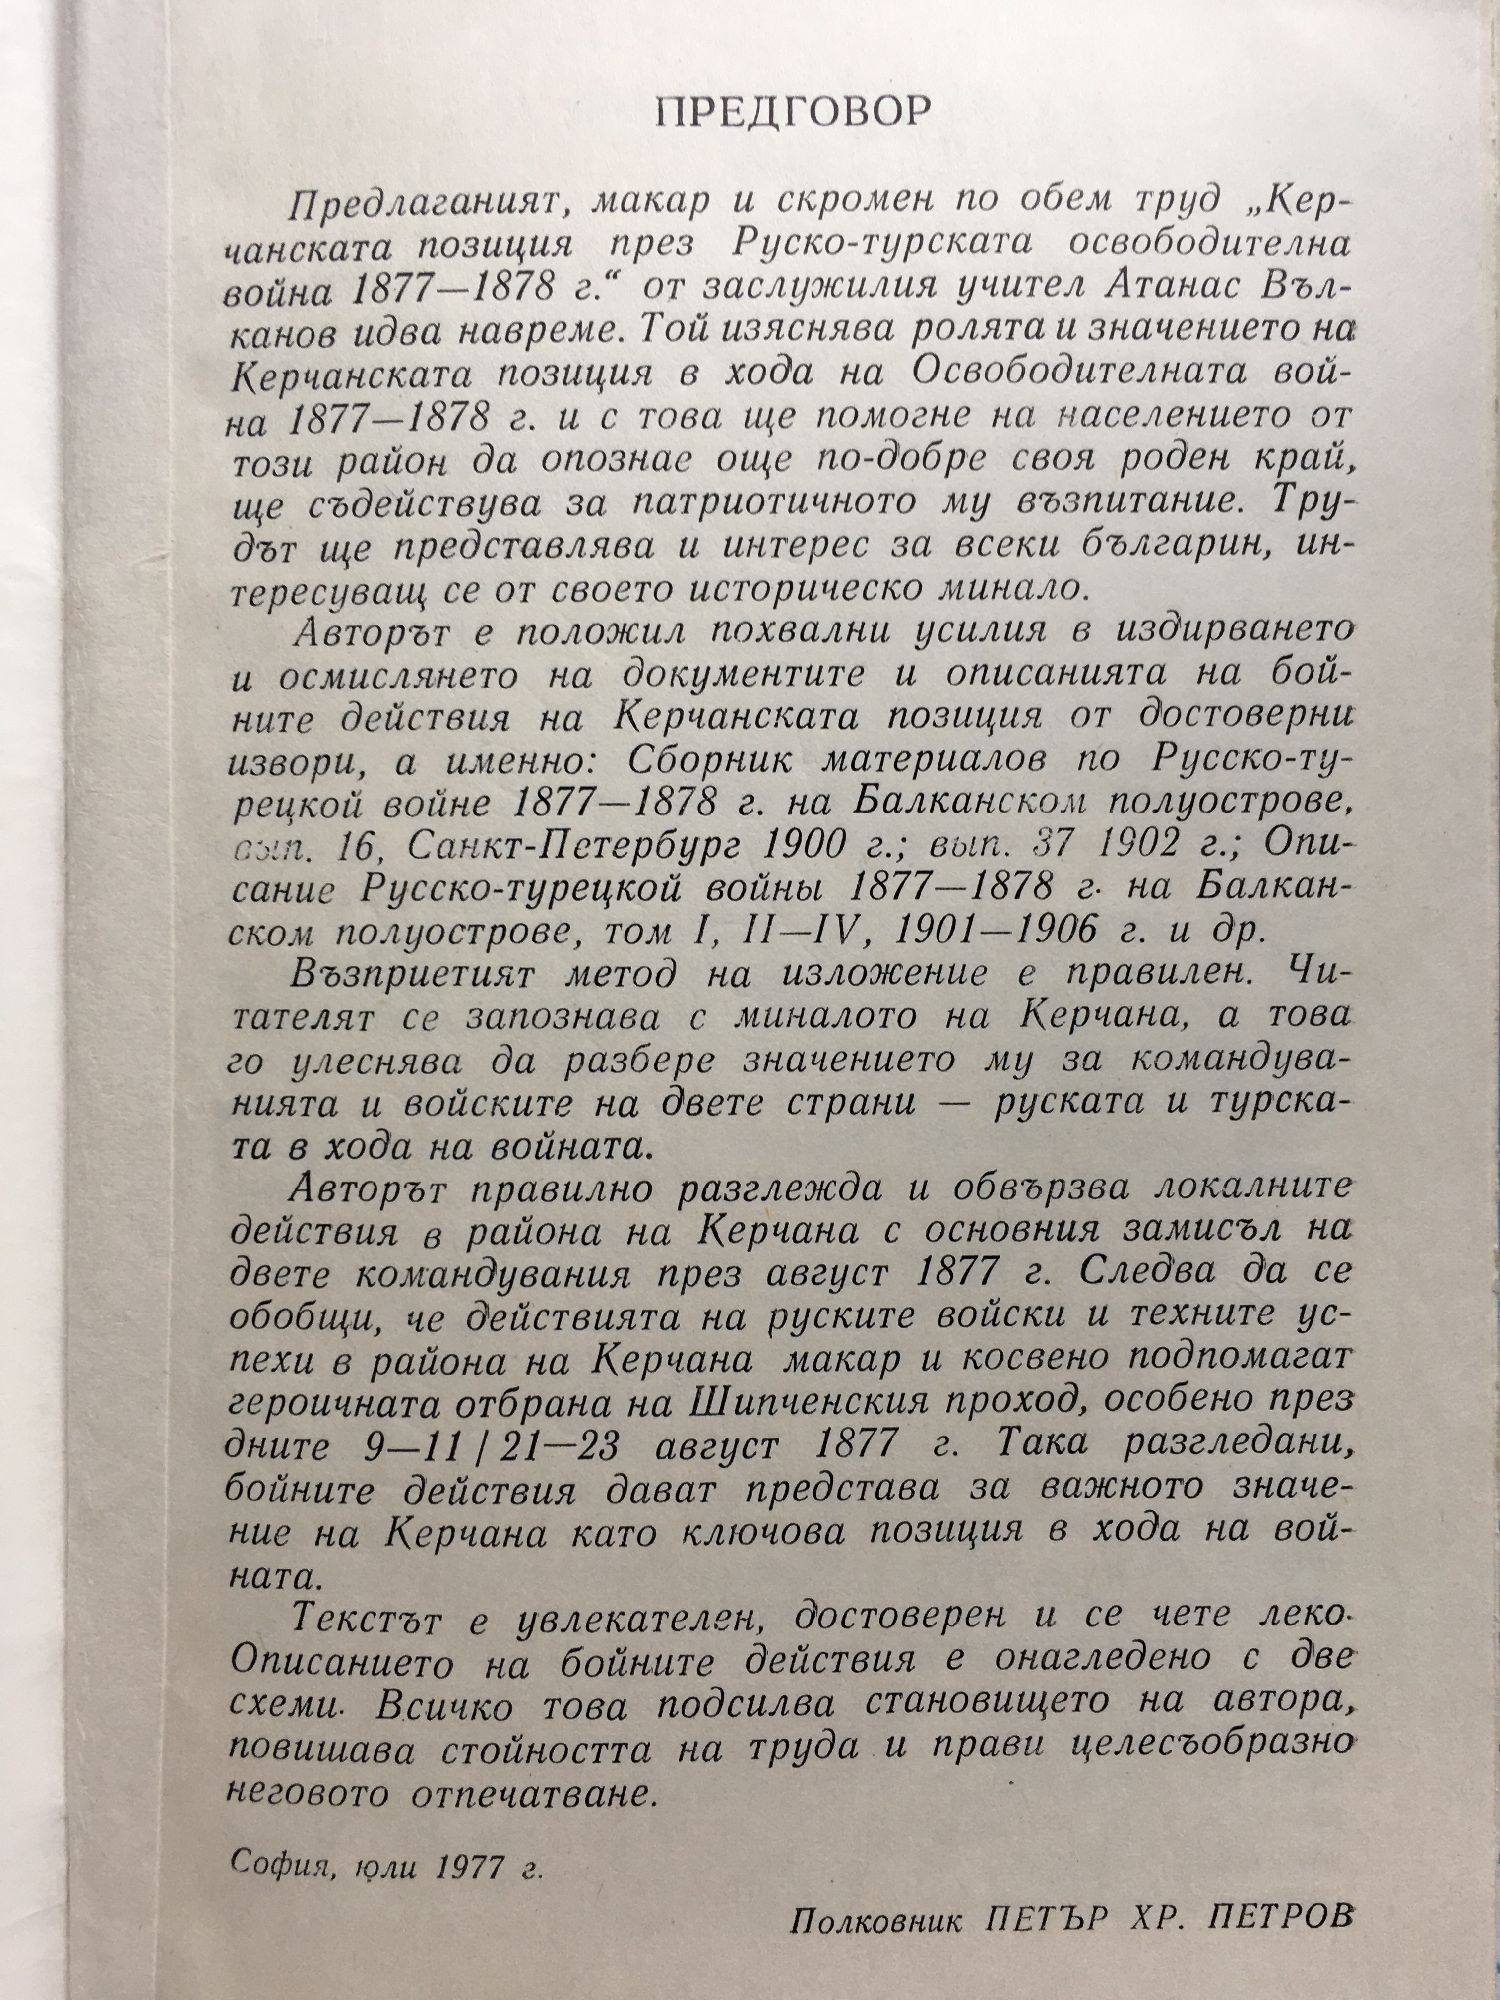 ПРЕДГОВОР
Предлаганият, макар и скромен по обем труд „Кер-
чанската позиция през Руско-турската освободителна
война 1877—1878 г.“ от заслужилия учител Атанас Въл-
канов идва навреме. Той изяснява ролята и значението на
Керчанската позиция в хода на Освободителната вой-
на 1877—1878 г. и с това ще помогне на населението от
този район да опознае още по-добре своя роден край,
ще съдействува за патриотичното му възпитание. Тру-
дът ще представлява и интерес за всеки българин, ин-
тересуващ се от своето историческо минало.
Авторът е положил похвални усилия в издирването
и осмислянето на документите и описанията на бой-
ните действия на Керчанската позиция от достоверни
извори, а именно: Сборник материалов по Русско-ту-
рецкой войне 1877—1878 г. на Балканском полуострове,
вып. 16, Санкт-Петербург 1900 г.; вып. 37 1902 г.; Опи-
сание Русско-турецкой войны 1877—1878 г. на Балкан-
ском полуострове, том I, II—IV, 1901—1906 г. и др.
Възприетият метод на изложение е правилен. Чи-
тателят се запознава с миналото на Керчана, а това
го улеснява да разбере значението му за командува-
нията и войските на двете страни — руската и турска-
та в хода на войната.
Авторът правилно разглежда и обвързва локалните
действия в района на Керчана с основния замисъл на
двете командувания през август 1877 г. Следва да се
обобщи, че действията на руските войски и техните ус-
пехи в района на Керчана макар и косвено подпомагат
героичната отбрана на Шипченския проход, особено през
дните 9—11 / 21—23 август 1877 г. Така разгледани,
бойните действия дават представа за важното значе-
ние на Керчана като ключова позиция в хода на вой-
ната.
Текстът е увлекателен, достоверен и се чете леко.
Описанието на бойните действия е онагледено с две
схеми. Всичко това подсилва становището на автора,
повишава стойността на труда и прави целесъобразно
неговото отпечатване.
София, юли 1977 г.
Полковник ПЕТЪР ХР. ПЕТРОВ